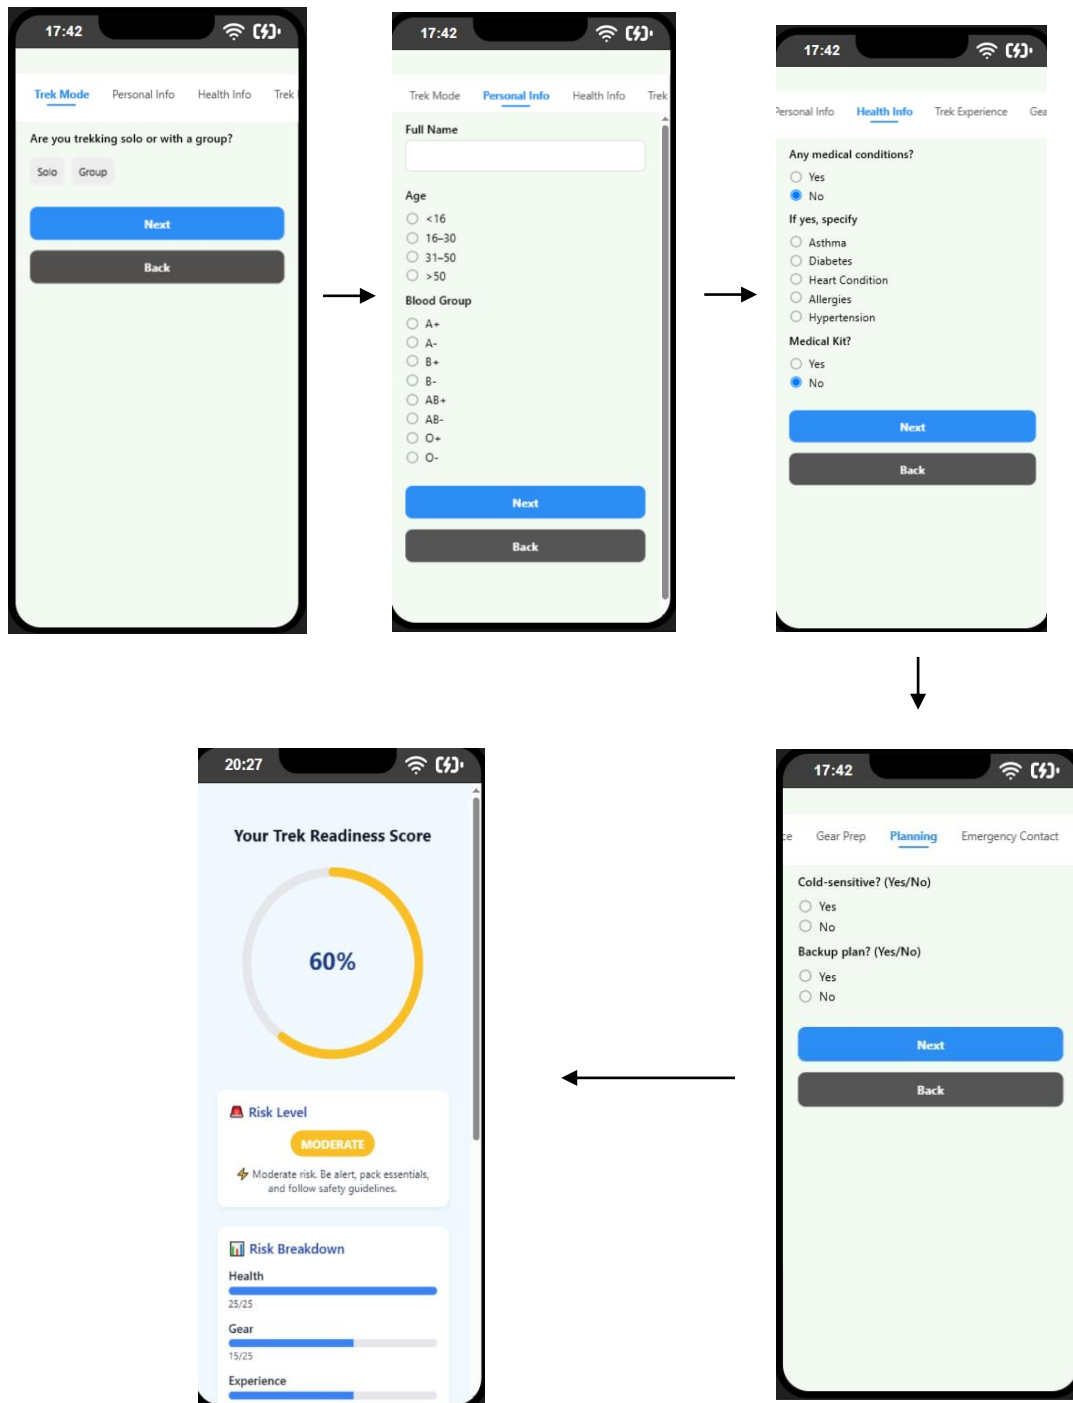 17:42
Trek Mode Personal Info Health Info Trek
Are you trekking solo or with a group?
Solo Group
Next
Back
17:42
Trek Mode Personal Info Health Info Trek
Full Name
Age
<16
16–30
31–50
>50
Blood Group
A+
A-
B+
B-
AB+
AB-
O+
O-
Next
Back
17:42
Personal Info Health Info Trek Experience Gea
Any medical conditions?
Yes
No
If yes, specify
Asthma
Diabetes
Heart Condition
Allergies
Hypertension
Medical Kit?
Yes
No
Next
Back
20:27
Your Trek Readiness Score
60%
Risk Level
MODERATE
Moderate risk. Be alert, pack essentials,
and follow safety guidelines.
Risk Breakdown
Health
25/25
Gear
15/25
Experience
17:42
ce Gear Prep Planning Emergency Contact
Cold-sensitive? (Yes/No)
Yes
No
Backup plan? (Yes/No)
Yes
No
Next
Back